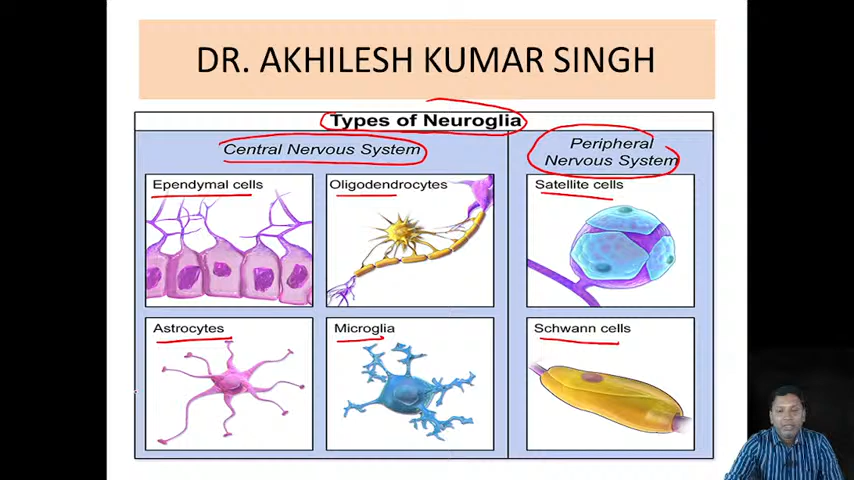 DR. AKHILESH KUMAR SINGH
Types of Neuroglia
Central Nervous System
Peripheral
Nervous System
Ependymal cells
Oligodendrocytes
Satellite cells
Astrocytes
Microglia
Schwann cells